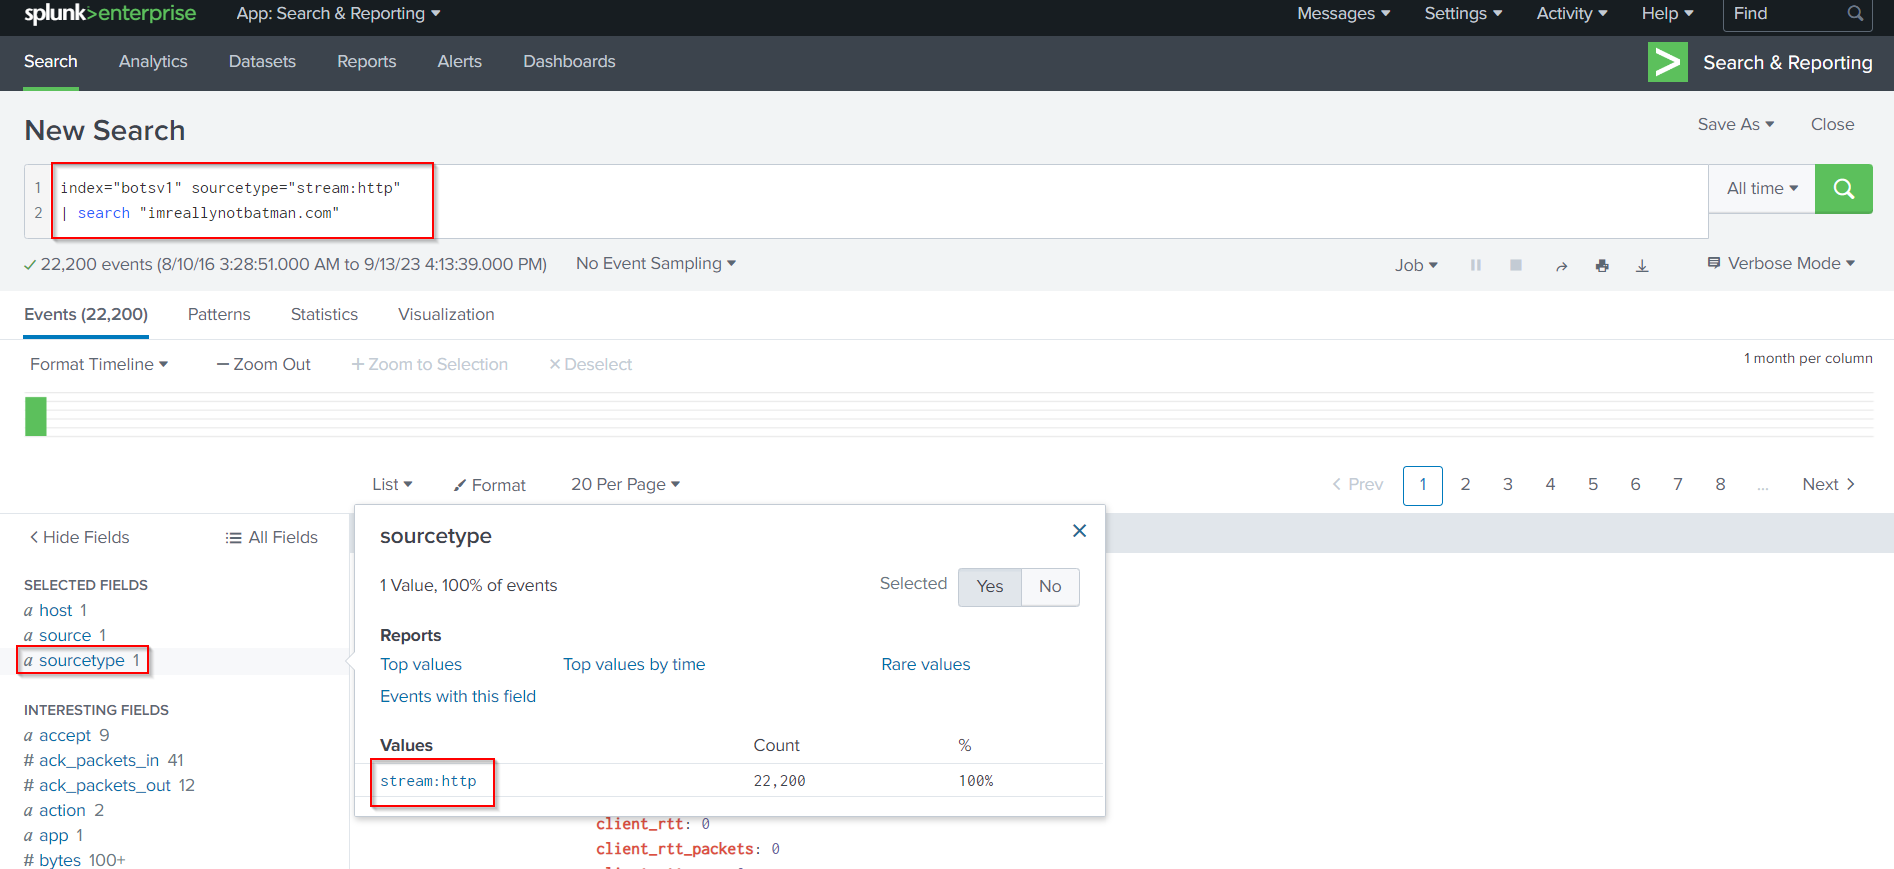 splunk>enterprise App: Search & Reporting Messages Settings Activity Help Find
Search Analytics Datasets Reports Alerts Dashboards > Search & Reporting
New Search Save As Close
1 index="botsv1" sourcetype="stream:http" All time
2 | search "imreallynotbatman.com"
22,200 events (8/10/16 3:28:51.000 AM to 9/13/23 4:13:39.000 PM) No Event Sampling Job Verbose Mode
Events (22,200) Patterns Statistics Visualization
Format Timeline — Zoom Out + Zoom to Selection × Deselect 1 month per column
List Format 20 Per Page < Prev 1 2 3 4 5 6 7 8 ... Next >
< Hide Fields All Fields
SELECTED FIELDS
a host 1
a source 1
a sourcetype 1
INTERESTING FIELDS
a accept 9
# ack_packets_in 41
# ack_packets_out 12
a action 2
a app 1
# bytes 100+
sourcetype ×
1 Value, 100% of events Selected Yes No
Reports
Top values Top values by time Rare values
Events with this field
Values Count %
stream:http 22,200 100%
client_rtt: 0
client_rtt_packets: 0